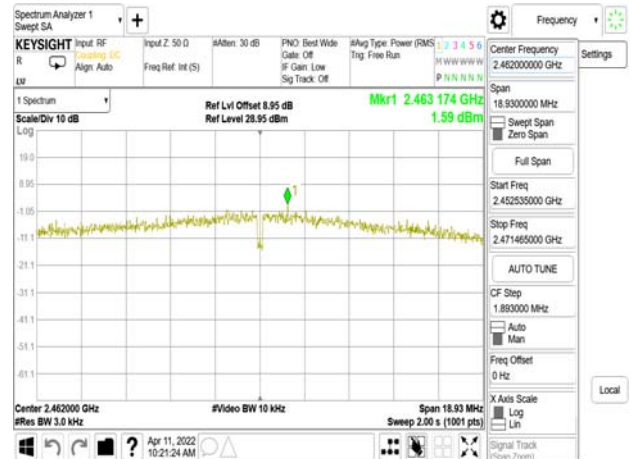 Spectrum Analyzer 1
Swept SA
+
Frequency
KEYSIGHT
R
Input: RF
Coupling: DC
Align: Auto
Input Z: 50 Ω
Freq Ref: Int (S)
#Atten: 30 dB
PNO: Best Wide
Gate: Off
IF Gain: Low
Sig Track: Off
#Avg Type: Power (RMS
Trig: Free Run
1 2 3 4 5 6
M W W W W W
P N N N N N
Center Frequency
2.462000000 GHz
Settings
Span
18.9300000 MHz
Swept Span
Zero Span
Full Span
Start Freq
2.452535000 GHz
Stop Freq
2.471465000 GHz
AUTO TUNE
CF Step
1.893000 MHz
Auto
Man
Freq Offset
0 Hz
X Axis Scale
Log
Lin
Local
Signal Track
(Span Zoom)
1 Spectrum
Scale/Div 10 dB
Log
Ref Lvl Offset 8.95 dB
Ref Level 28.95 dBm
Mkr1 2.463 174 GHz
1.59 dBm
19.0
8.95
-1.05
-11.1
-21.1
-31.1
-41.1
-51.1
-61.1
1
Center 2.462000 GHz
#Res BW 3.0 kHz
#Video BW 10 kHz
Span 18.93 MHz
Sweep 2.00 s (1001 pts)
?
Apr 11, 2022
10:21:24 AM